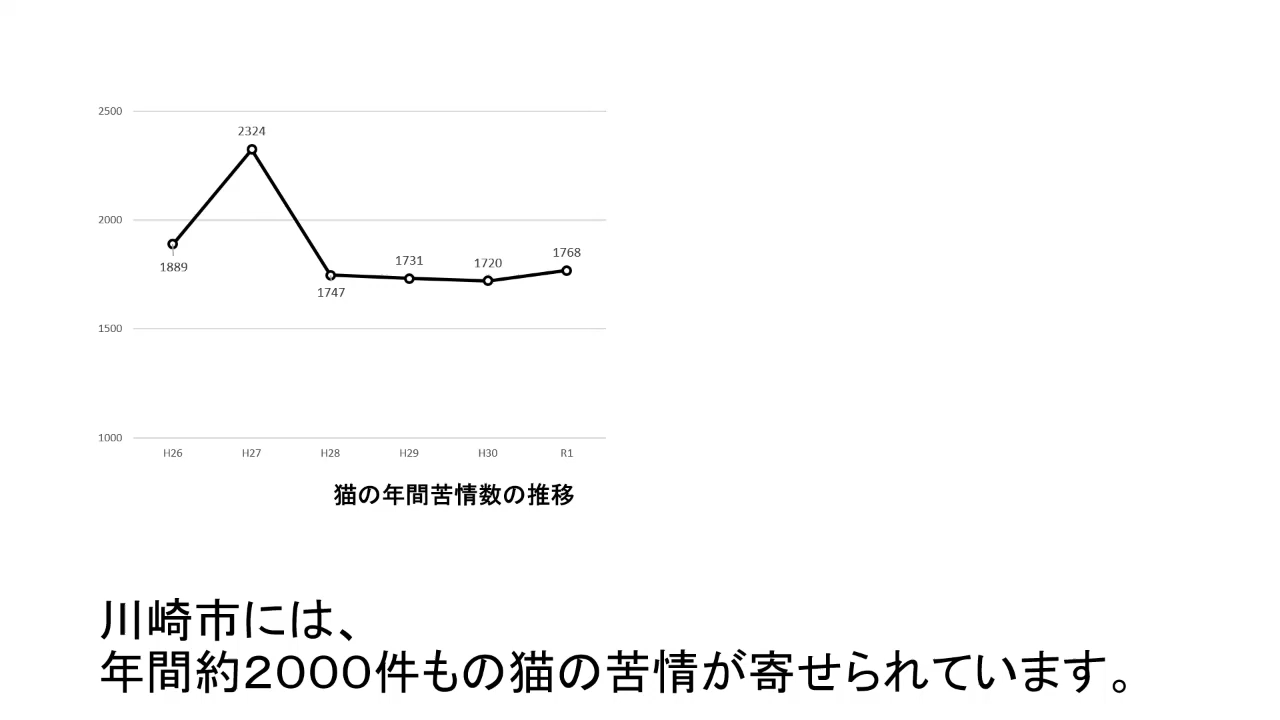 2500
2324
2000
1889
1768
1731
1720
1747
1500
1000
H26 H27 H28 H29 H30 R1
猫の年間苦情数の推移
川崎市には、
年間約２０００件もの猫の苦情が寄せられています。